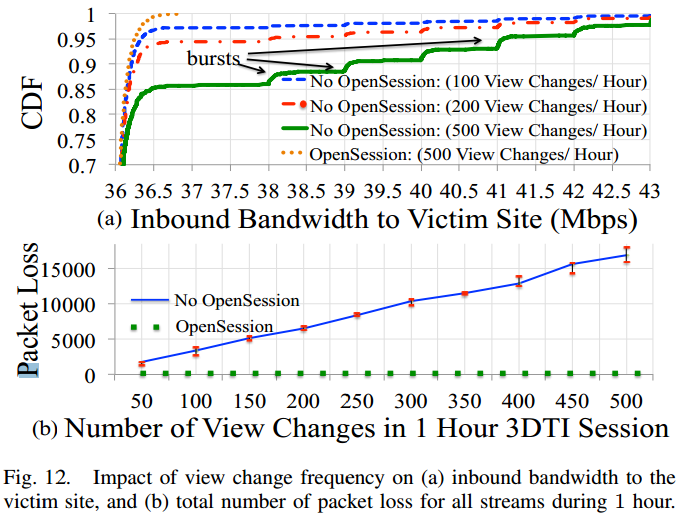 1
0.95
0.9
0.85
0.8
0.75
0.7
CDF
bursts
No OpenSession: (100 View Changes/ Hour)
No OpenSession: (200 View Changes/ Hour)
No OpenSession: (500 View Changes/ Hour)
OpenSession: (500 View Changes/ Hour)
36 36.5 37 37.5 38 38.5 39 39.5 40 40.5 41 41.5 42 42.5 43
(a) Inbound Bandwidth to Victim Site (Mbps)
Packet Loss
15000
10000
5000
0
No OpenSession
OpenSession
50 100 150 200 250 300 350 400 450 500
(b) Number of View Changes in 1 Hour 3DTI Session
Fig. 12. Impact of view change frequency on (a) inbound bandwidth to the
victim site, and (b) total number of packet loss for all streams during 1 hour.